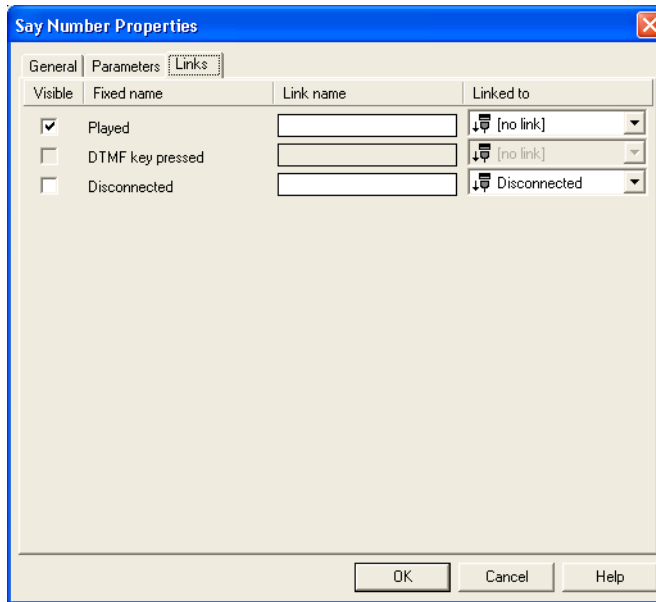 Say Number Properties
General Parameters Links
Visible Fixed name Link name Linked to
Played [no link]
DTMF key pressed [no link]
Disconnected Disconnected
OK Cancel Help